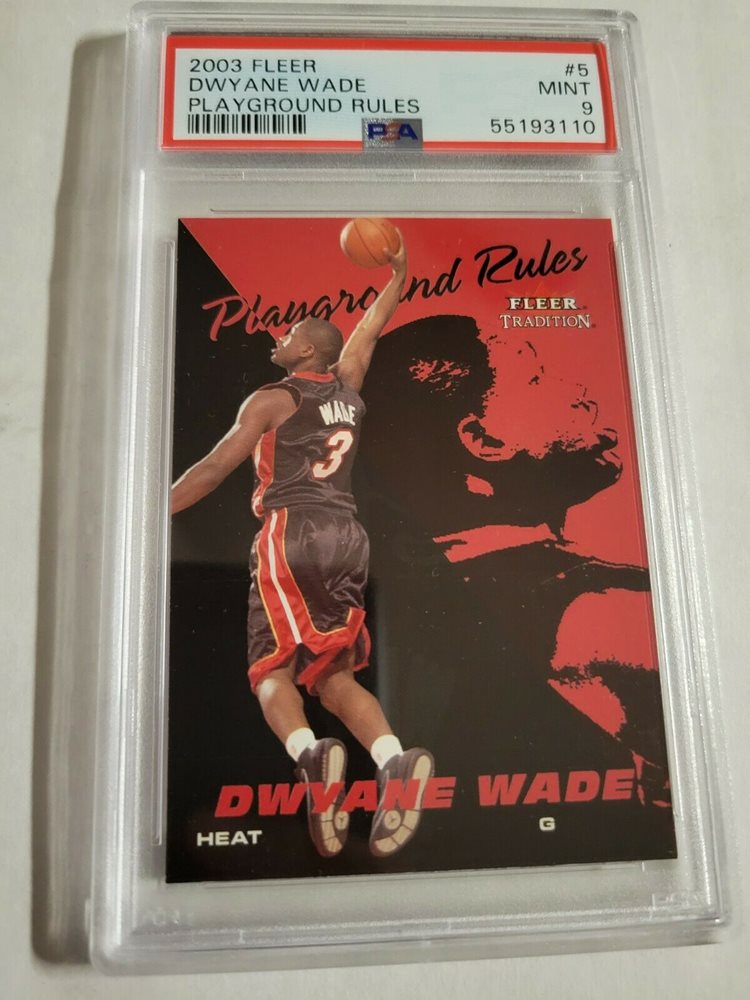 2003 FLEER #5
DWYANE WADE MINT
PLAYGROUND RULES 9
PSA 55193110
Playground Rules
FLEER
TRADITION
WADE
3
DWYANE WADE
HEAT G